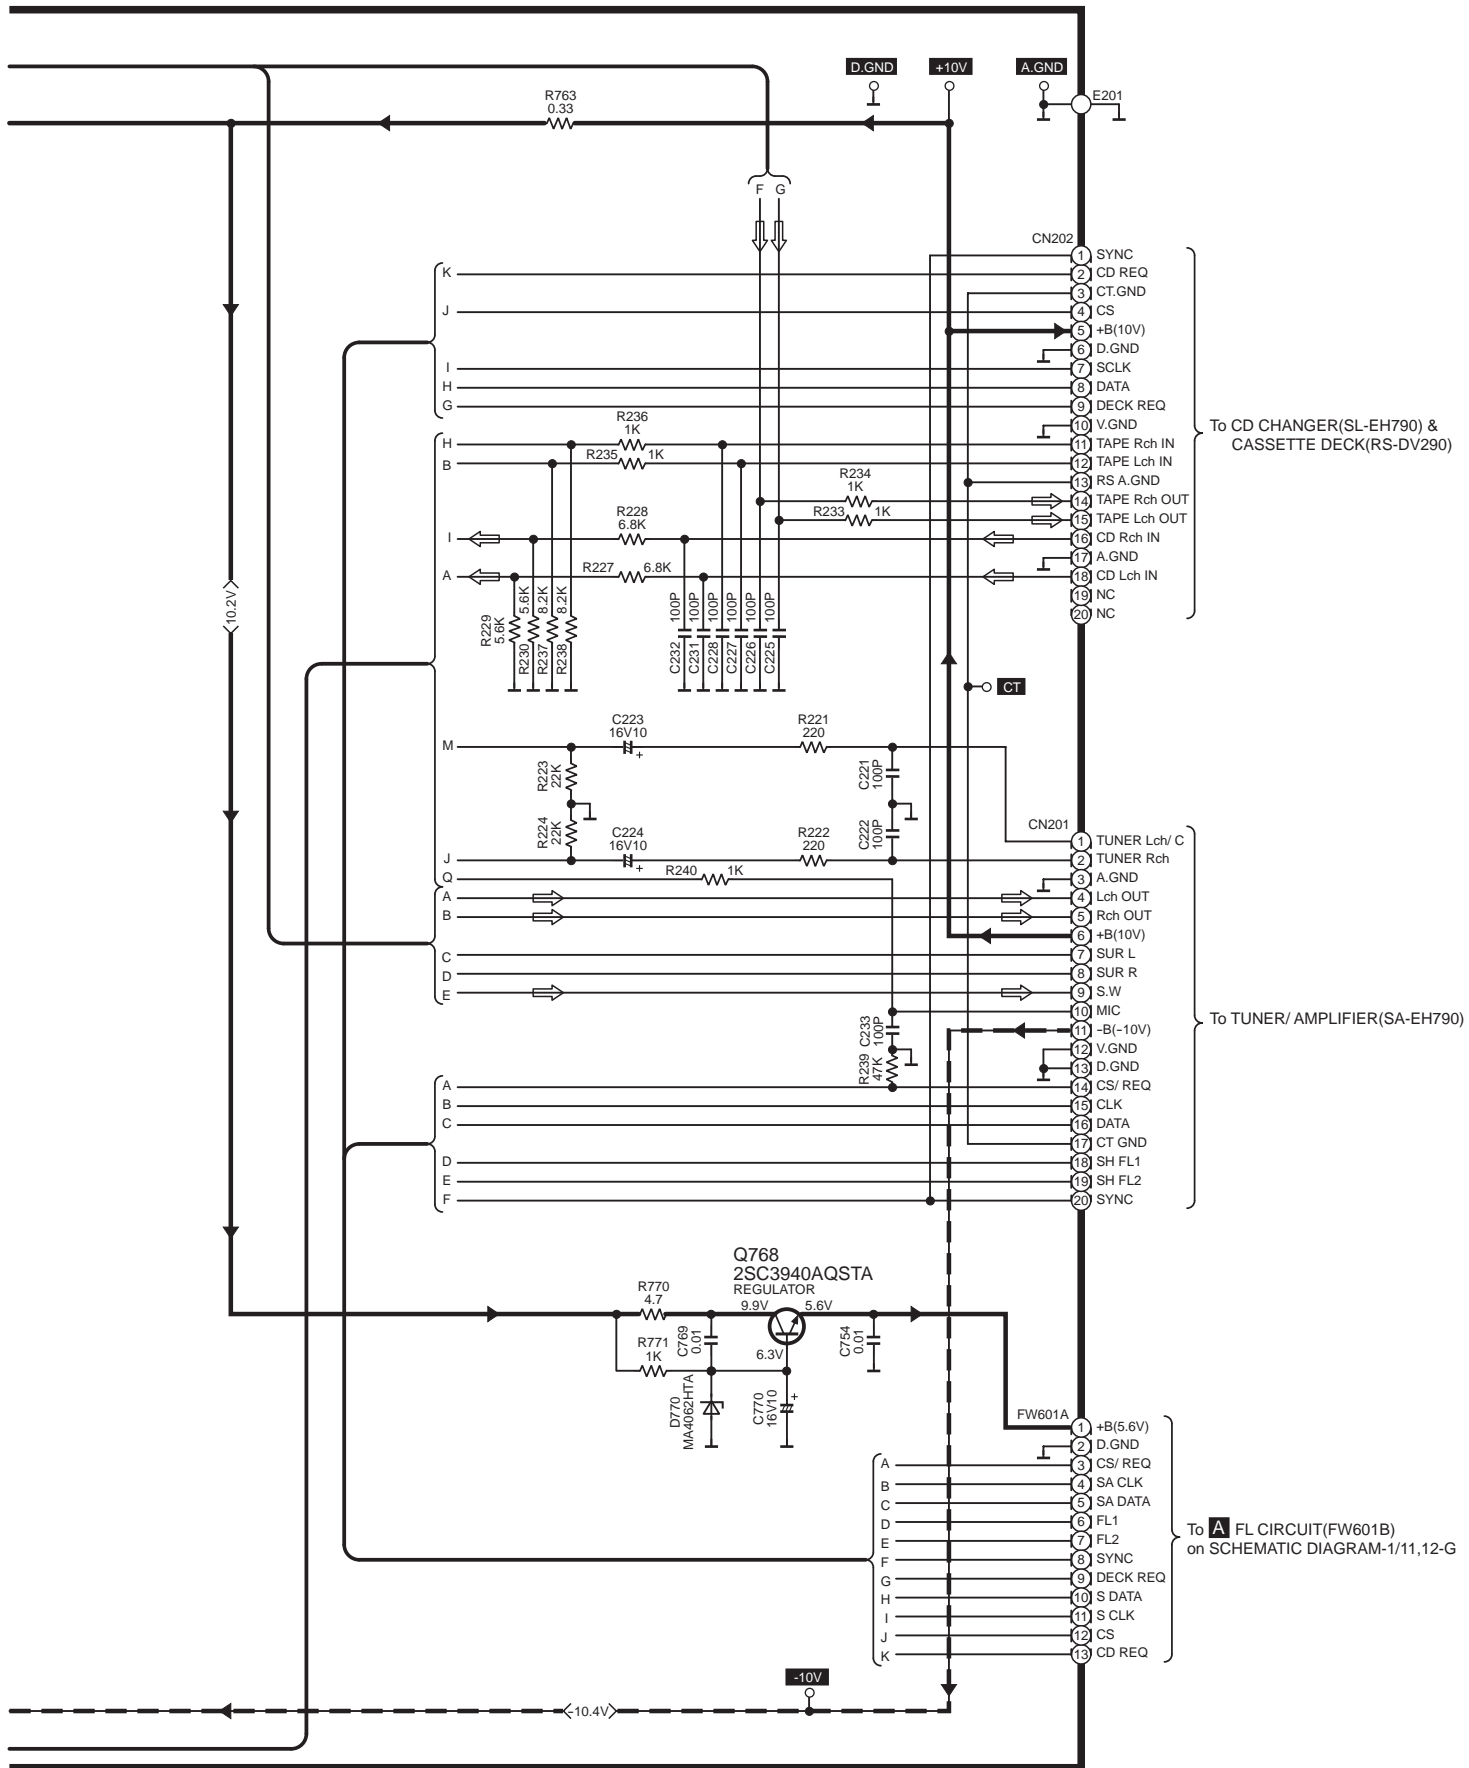 D.GND
+10V
A.GND
E201
R763
0.33
F G
CN202
1 SYNC
2 CD REQ
3 CT.GND
4 CS
5 +B(10V)
6 D.GND
7 SCLK
8 DATA
9 DECK REQ
10 V.GND
11 TAPE Rch IN
12 TAPE Lch IN
13 RS A.GND
14 TAPE Rch OUT
15 TAPE Lch OUT
16 CD Rch IN
17 A.GND
18 CD Lch IN
19 NC
20 NC
To CD CHANGER(SL-EH790) &
CASSETTE DECK(RS-DV290)
K
J
I
H
G
H
B
I
A
R236
1K
R235 1K
R234
1K
R233 1K
R228
6.8K
R227 6.8K
10.2V
R229
5.6K
R230 5.6K
R237 8.2K
R238 8.2K
C232 100P
C231 100P
C228 100P
C227 100P
C226 100P
C225 100P
CT
M
C223
16V10
+
R221
220
R223
22K
C221
100P
R224
22K
C224
16V10
+
R222
220
C222
100P
J
Q
R240 1K
A
B
C
D
E
CN201
1 TUNER Lch/ C
2 TUNER Rch
3 A.GND
4 Lch OUT
5 Rch OUT
6 +B(10V)
7 SUR L
8 SUR R
9 S.W
10 MIC
11 -B(-10V)
12 V.GND
13 D.GND
14 CS/ REQ
15 CLK
16 DATA
17 CT GND
18 SH FL1
19 SH FL2
20 SYNC
To TUNER/ AMPLIFIER(SA-EH790)
C233
100P
R239
47K
A
B
C
D
E
F
Q768
2SC3940AQSTA
REGULATOR
9.9V 5.6V
6.3V
R770
4.7
R771
1K
C769
0.01
C754
0.01
D770
MA4062HTA
C770
16V10
+
FW601A
1 +B(5.6V)
2 D.GND
3 CS/ REQ
4 SA CLK
5 SA DATA
6 FL1
7 FL2
8 SYNC
9 DECK REQ
10 S DATA
11 S CLK
12 CS
13 CD REQ
A
B
C
D
E
F
G
H
I
J
K
To A FL CIRCUIT(FW601B)
on SCHEMATIC DIAGRAM-1/11,12-G
-10V
-10.4V